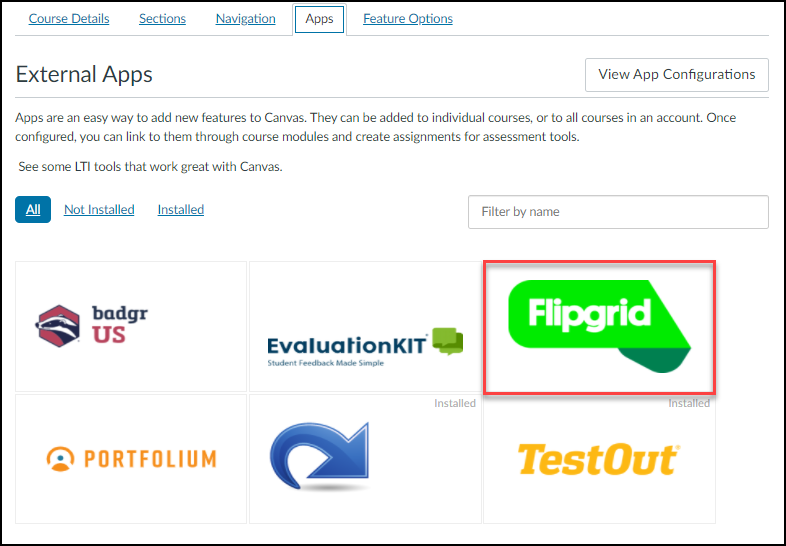 Course Details Sections Navigation Apps Feature Options
External Apps View App Configurations
Apps are an easy way to add new features to Canvas. They can be added to individual courses, or to all courses in an account. Once
configured, you can link to them through course modules and create assignments for assessment tools.
See some LTI tools that work great with Canvas.
All Not Installed Installed Filter by name
badgr
US
EvaluationKIT
Student Feedback Made Simple
Flipgrid
PORTFOLIUM
Installed
Installed
TestOut